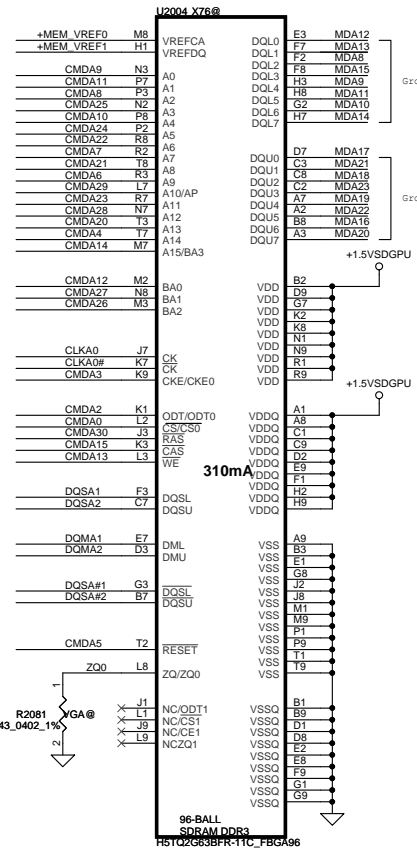 U2004 X76@
+MEM_VREF0 M8 VREFCA
+MEM_VREF1 H1 VREFDQ
CMDA9 N3 A0
CMDA11 P7 A1
CMDA8 P3 A2
CMDA25 N2 A3
CMDA10 P8 A4
CMDA24 P2 A5
CMDA22 R8 A6
CMDA7 R2 A7
CMDA21 T8 A8
CMDA6 R3 A9
CMDA29 L7 A10/AP
CMDA23 R7 A11
CMDA28 N7 A12
CMDA20 T3 A13
CMDA4 T7 A14
CMDA14 M7 A15/BA3
CMDA12 M2 BA0
CMDA27 N8 BA1
CMDA26 M3 BA2
CLKA0 J7 CK
CLKA0# K7 CK
CMDA3 K9 CKE/CKE0
CMDA2 K1 ODT/ODT0
CMDA0 L2 CS/CS0
CMDA30 J3 RAS
CMDA15 K3 CAS
CMDA13 L3 WE
310mA
DQSA1 F3 DQSL
DQSA2 C7 DQSU
DQMA1 E7 DML
DQMA2 D3 DMU
DQSA#1 G3 DQSL
DQSA#2 B7 DQSU
CMDA5 T2 RESET
ZQ0 L8 ZQ/ZQ0
1
R2081 VGA@
43_0402_1%
2
J1 NC/ODT1
L1 NC/CS1
J9 NC/CE1
L9 NCZQ1
DQL0 E3 MDA12
DQL1 F7 MDA13
DQL2 F2 MDA8
DQL3 F8 MDA15
DQL4 H3 MDA9
DQL5 H8 MDA11
DQL6 G2 MDA10
DQL7 H7 MDA14
DQU0 D7 MDA17
DQU1 C3 MDA21
DQU2 C8 MDA18
DQU3 C2 MDA23
DQU4 A7 MDA19
DQU5 A2 MDA22
DQU6 B8 MDA16
DQU7 A3 MDA20
+1.5VSDGPU
VDD B2
VDD D9
VDD G7
VDD K2
VDD K8
VDD N1
VDD N9
VDD R1
VDD R9
+1.5VSDGPU
VDDQ A1
VDDQ A8
VDDQ C1
VDDQ C9
VDDQ D2
VDDQ E9
VDDQ F1
VDDQ H2
VDDQ H9
VSS A9
VSS B3
VSS E1
VSS G8
VSS J2
VSS J8
VSS M1
VSS M9
VSS P1
VSS P9
VSS T1
VSS T9
VSSQ B1
VSSQ B9
VSSQ D1
VSSQ D8
VSSQ E2
VSSQ E8
VSSQ F9
VSSQ G1
VSSQ G9
96-BALL
SDRAM DDR3
H5TQ2G63BFR-11C_FBGA96